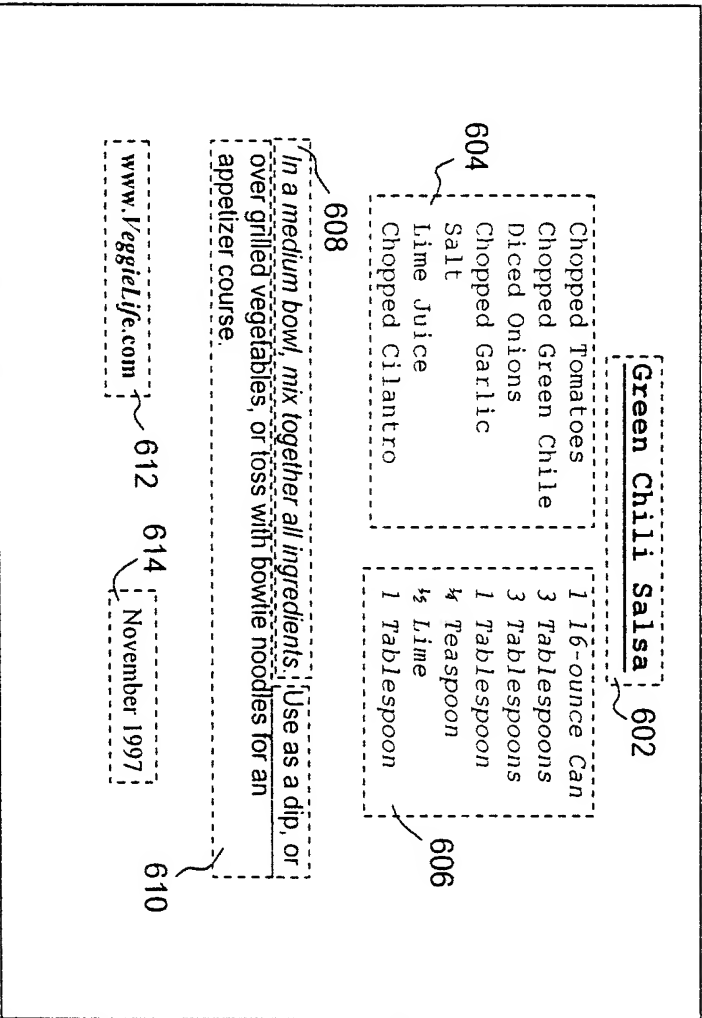 Green Chili Salsa
602
Chopped Tomatoes 1 16-ounce Can
Chopped Green Chile 3 Tablespoons
Diced Onions 3 Tablespoons
Chopped Garlic 1 Tablespoon
Salt ¼ Teaspoon
Lime Juice ½ Lime
Chopped Cilantro 1 Tablespoon
604
606
608
In a medium bowl, mix together all ingredients. Use as a dip, or
over grilled vegetables, or toss with bowtie noodles for an
appetizer course.
610
www.VeggieLife.com
612
614
November 1997